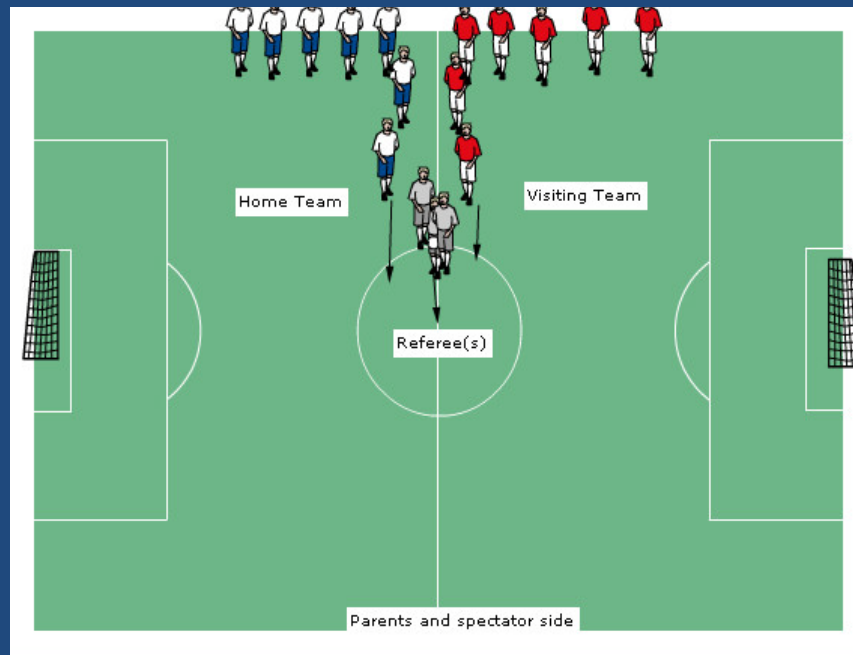 Home Team
Visiting Team
Referee(s)
Parents and spectator side